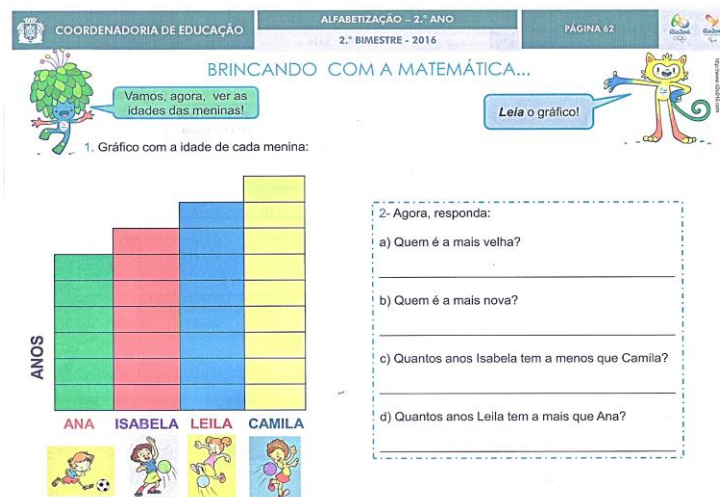 COORDENADORIA DE EDUCAÇÃO
ALFABETIZAÇÃO – 2.° ANO
2.° BIMESTRE - 2016
PÁGINA 62
BRINCANDO COM A MATEMÁTICA...
Vamos, agora, ver as
idades das meninas!
Leia o gráfico!
1. Gráfico com a idade de cada menina:
ANOS
ANA ISABELA LEILA CAMILA
2- Agora, responda:
a) Quem é a mais velha?
b) Quem é a mais nova?
c) Quantos anos Isabela tem a menos que Camila?
d) Quantos anos Leila tem a mais que Ana?